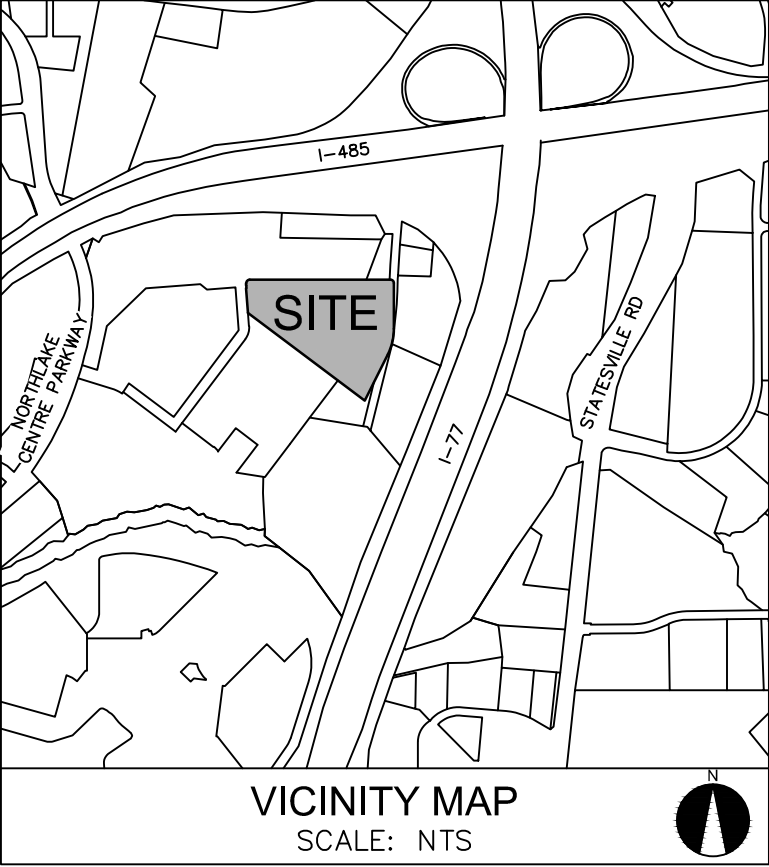 I-485
SITE
NORTHLAKE
CENTRE PARKWAY
STATESVILLE RD
I-77
VICINITY MAP
SCALE: NTS
N